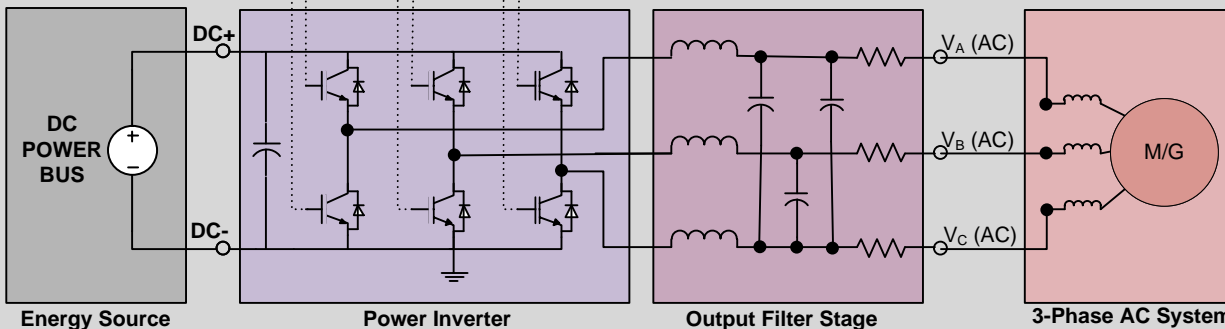 DC+
DC
POWER
BUS
+
−
DC-
V_A (AC)
V_B (AC)
V_C (AC)
M/G
Energy Source
Power Inverter
Output Filter Stage
3-Phase AC System